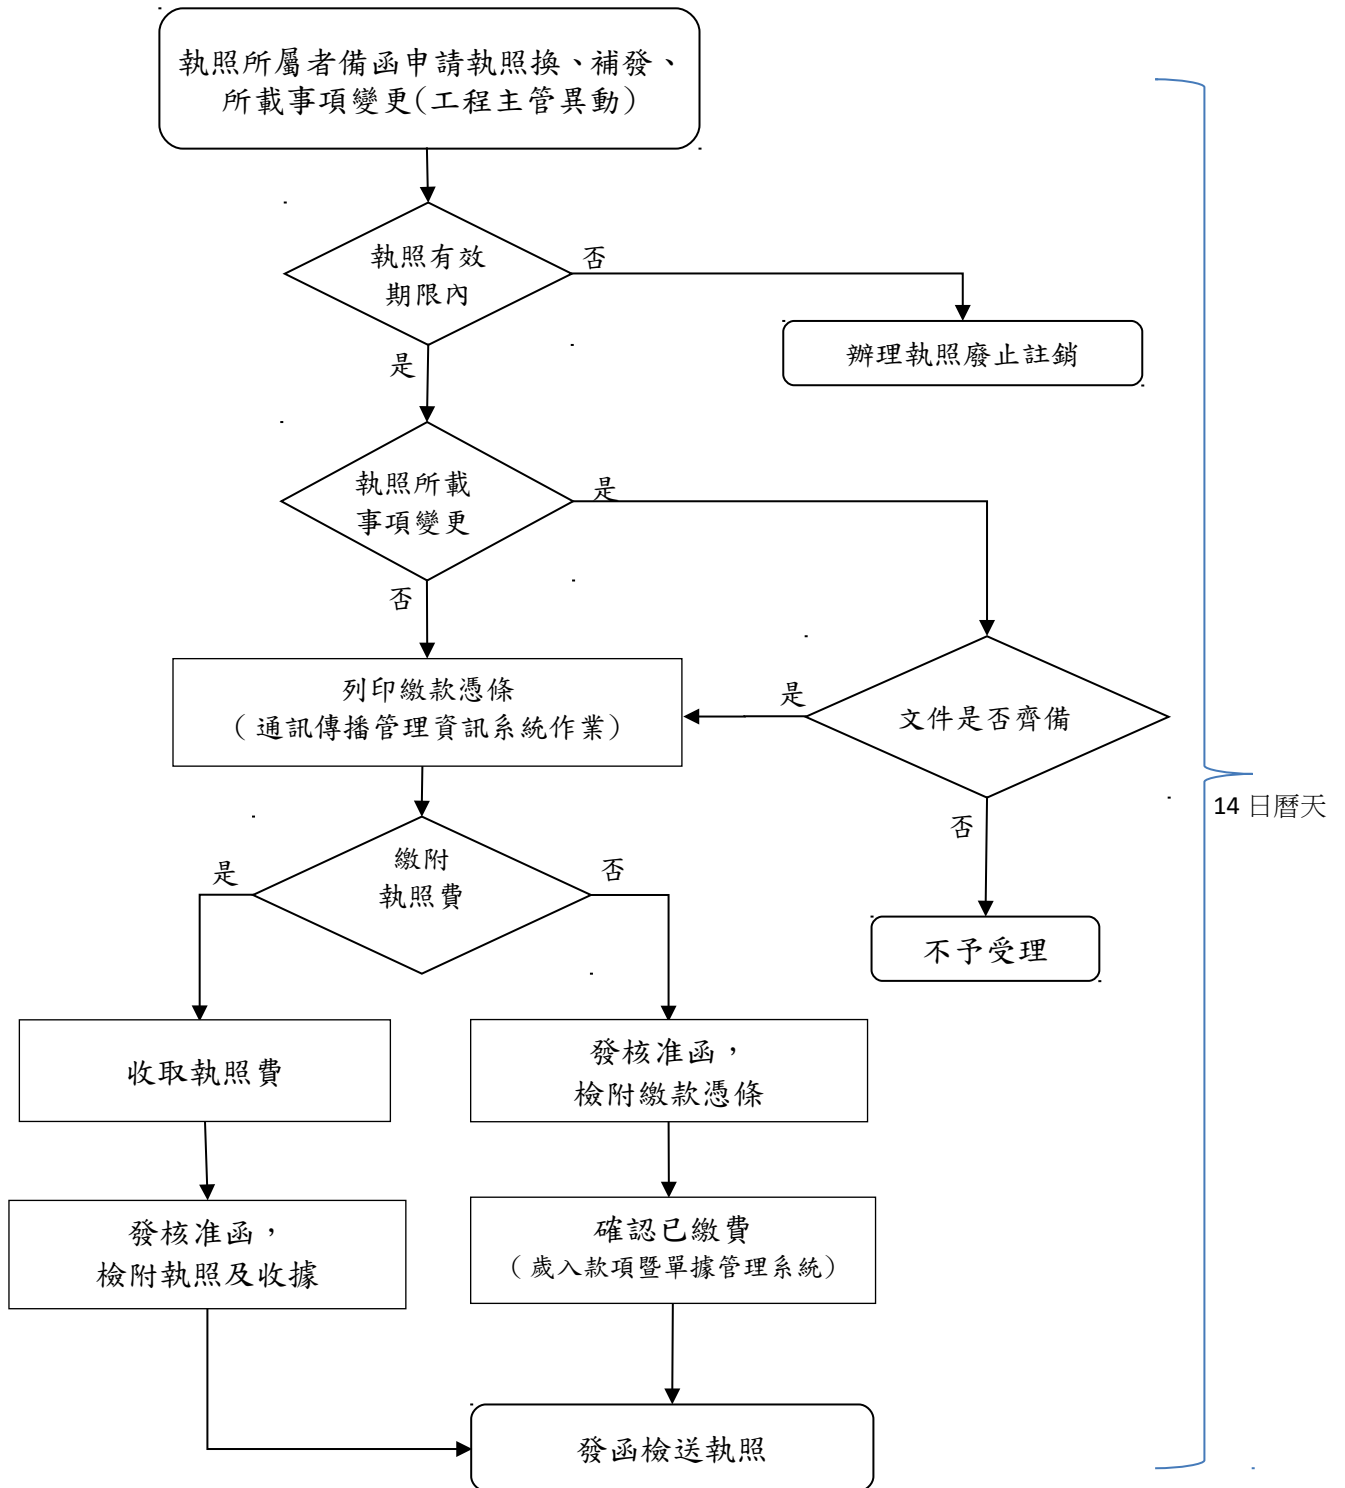 執照所屬者備函申請執照換、補發、
所載事項變更(工程主管異動)
執照有效
期限內
否
辦理執照廢止註銷
是
執照所載
事項變更
是
否
列印繳款憑條
（通訊傳播管理資訊系統作業）
是
文件是否齊備
14 日曆天
否
不予受理
繳附
執照費
是
否
收取執照費
發核准函，
檢附繳款憑條
發核准函，
檢附執照及收據
確認已繳費
（歲入款項暨單據管理系統）
發函檢送執照